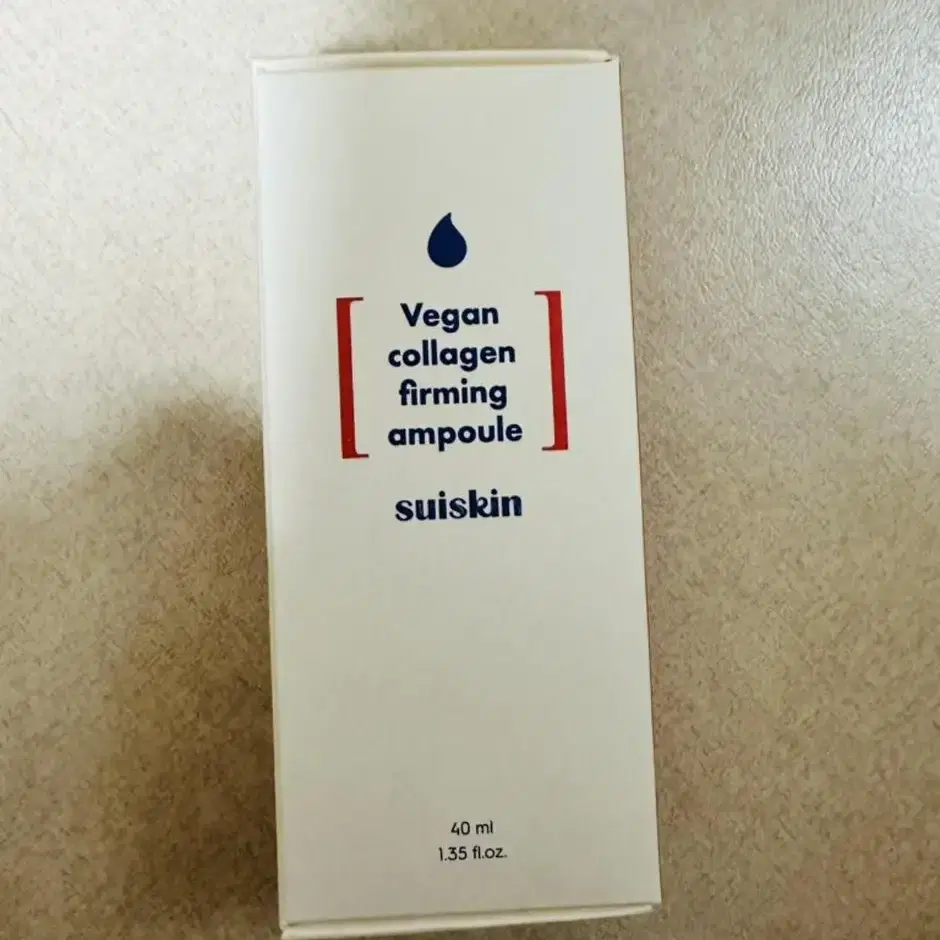 Vegan
collagen
firming
ampoule
suiskin
40 ml
1.35 fl.oz.